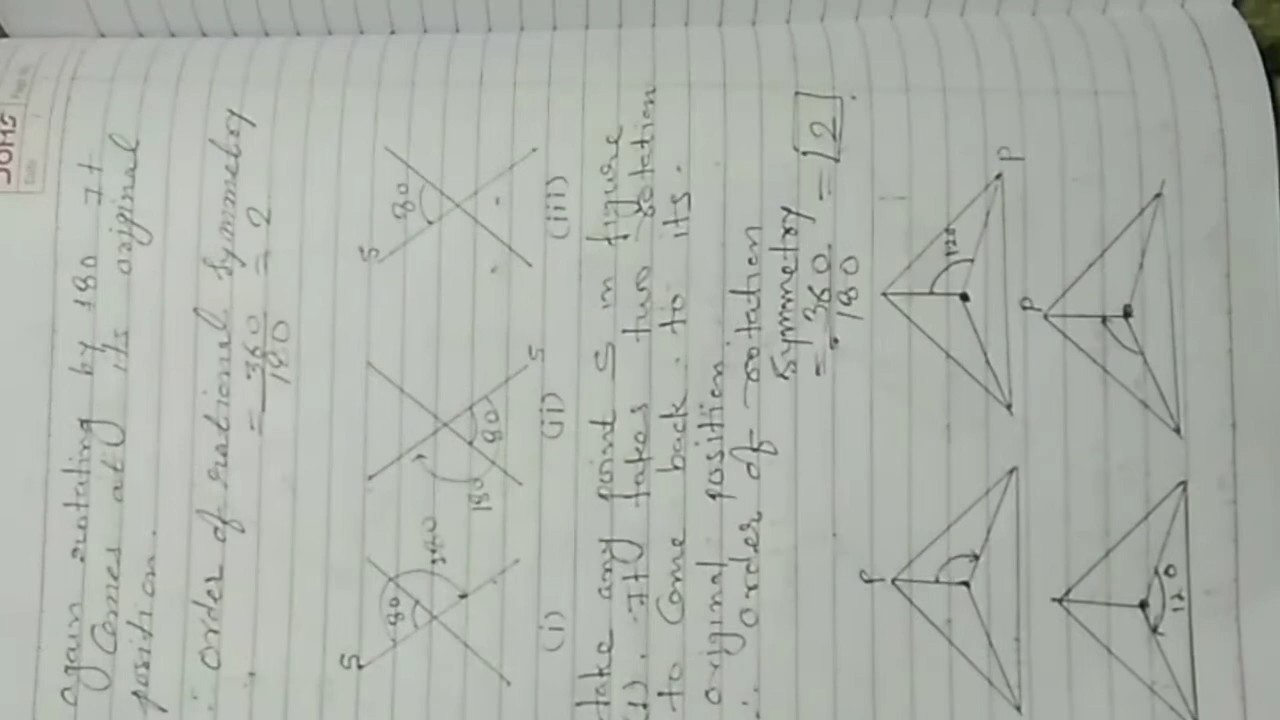 again rotating by 180 It
Comes at its original
position.
∴ order of rational Symmetry
= 360/180 = 2
S 80 180
180 80 S
S 80
(i) (ii) (iii)
take any point S in figure
(1). It takes two rotation
to Come back to its.
original position.
∴ order of rotation
Symmetry
= 360/180 = 2
P
120 P
120
P